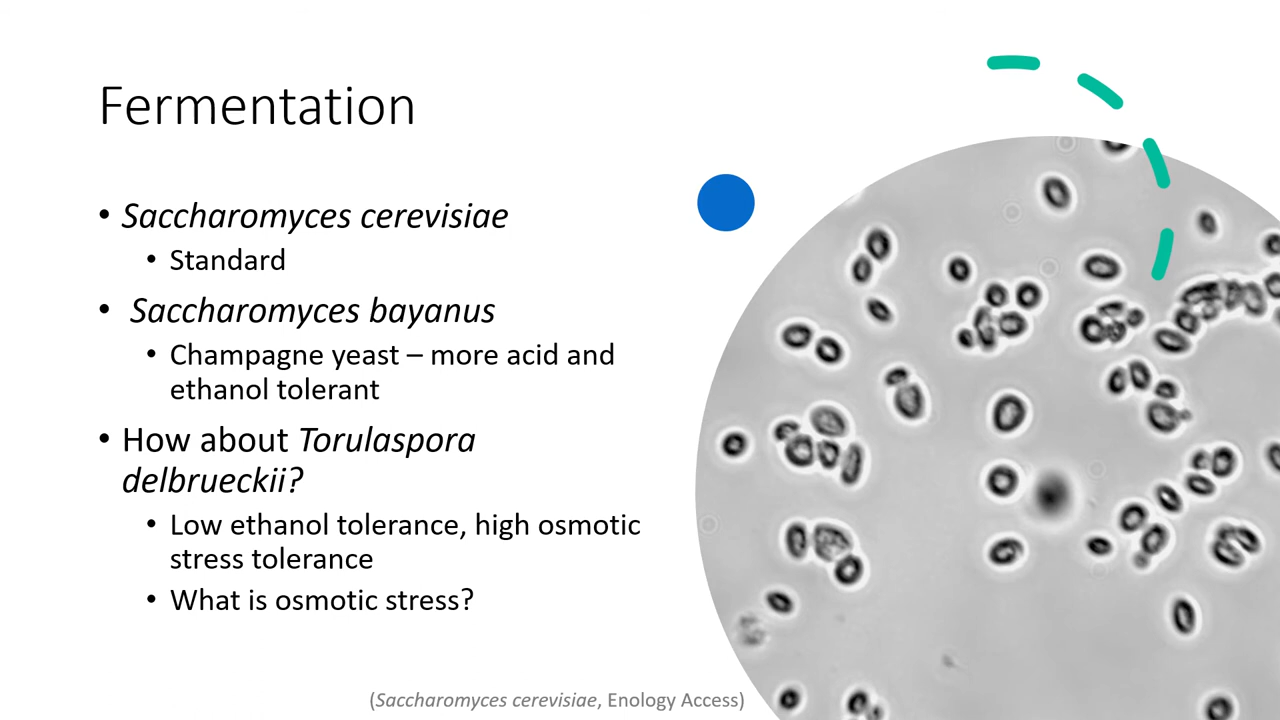 Fermentation
• Saccharomyces cerevisiae
• Standard
• Saccharomyces bayanus
• Champagne yeast – more acid and
ethanol tolerant
• How about Torulaspora
delbrueckii?
• Low ethanol tolerance, high osmotic
stress tolerance
• What is osmotic stress?
(Saccharomyces cerevisiae, Enology Access)